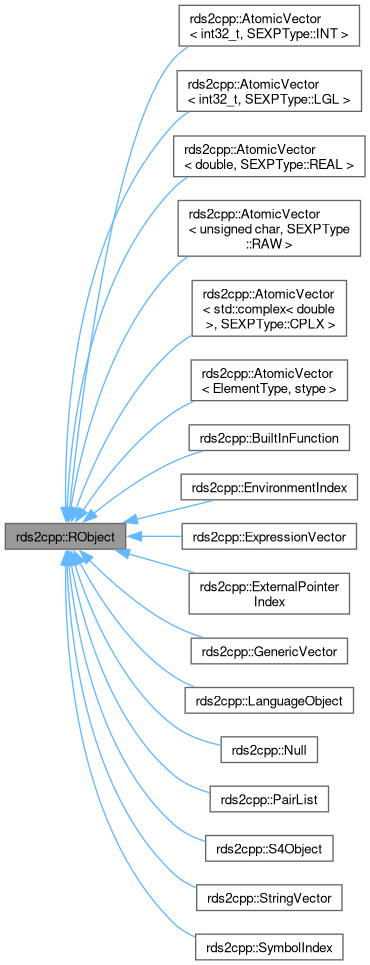 rds2cpp::AtomicVector
< int32_t, SEXPType::INT >
rds2cpp::AtomicVector
< int32_t, SEXPType::LGL >
rds2cpp::AtomicVector
< double, SEXPType::REAL >
rds2cpp::AtomicVector
< unsigned char, SEXPType
::RAW >
rds2cpp::AtomicVector
< std::complex< double
>, SEXPType::CPLX >
rds2cpp::AtomicVector
< ElementType, stype >
rds2cpp::BuiltInFunction
rds2cpp::EnvironmentIndex
rds2cpp::RObject
rds2cpp::ExpressionVector
rds2cpp::ExternalPointer
Index
rds2cpp::GenericVector
rds2cpp::LanguageObject
rds2cpp::Null
rds2cpp::PairList
rds2cpp::S4Object
rds2cpp::StringVector
rds2cpp::SymbolIndex